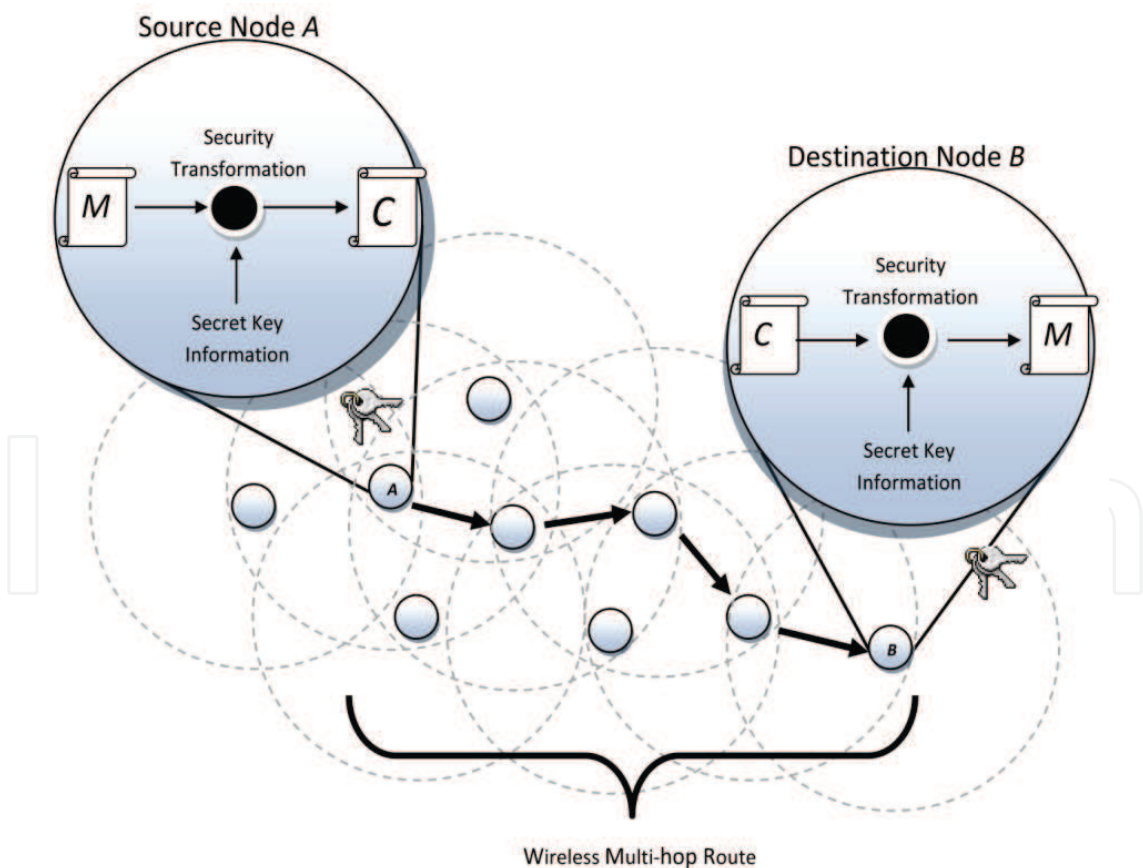 Source Node A
Security
Transformation
M
C
Secret Key
Information
Destination Node B
Security
Transformation
C
M
Secret Key
Information
A
B
Wireless Multi-hop Route